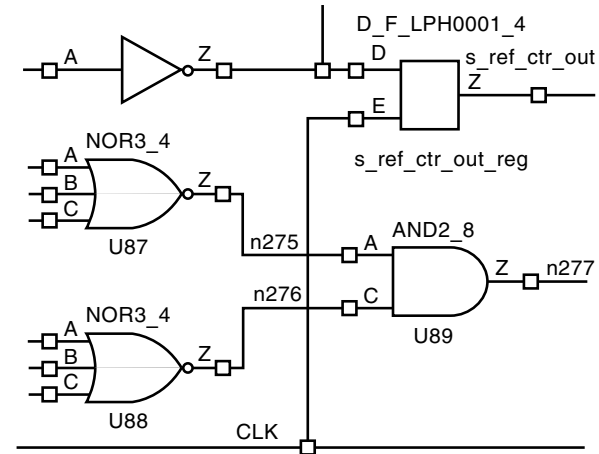 D_F_LPH0001_4
A
Z
D
s_ref_ctr_out
Z
E
NOR3_4
s_ref_ctr_out_reg
A
B
Z
C
U87
AND2_8
n275
A
Z
n277
n276
C
NOR3_4
U89
A
B
Z
C
U88
CLK